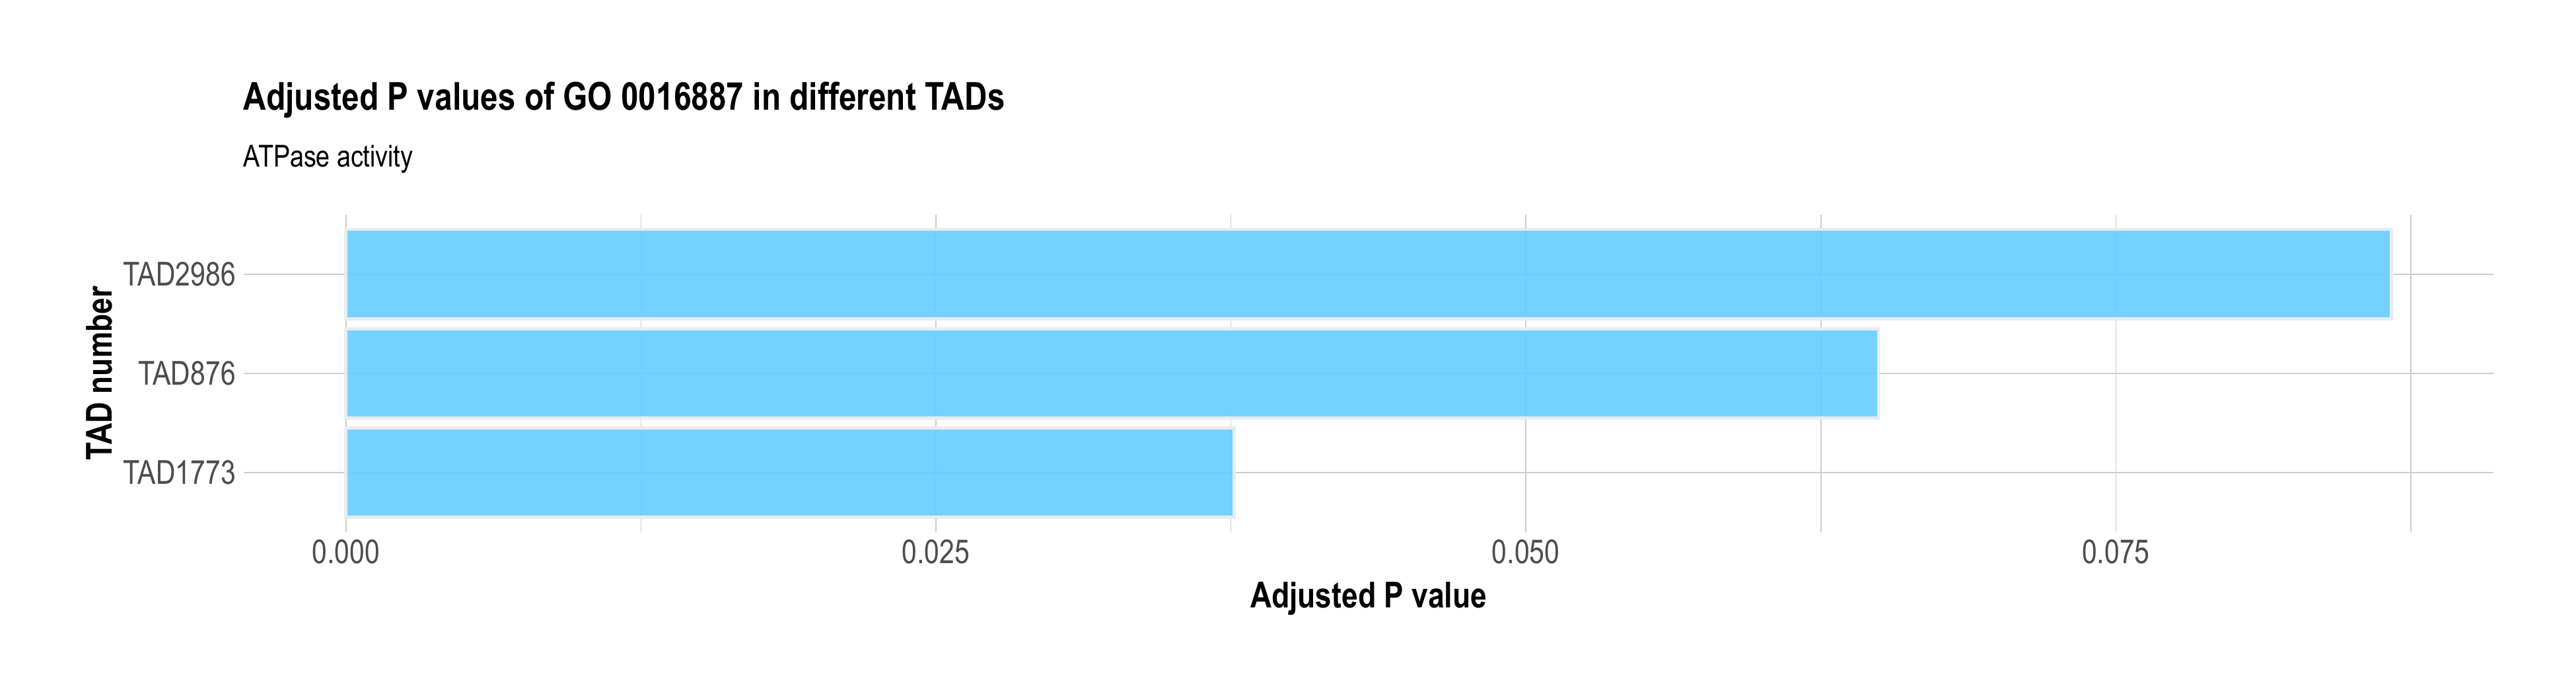 Adjusted P values of GO 0016887 in different TADs
ATPase activity
TAD number
TAD2986
TAD876
TAD1773
0.000 0.025 0.050 0.075
Adjusted P value